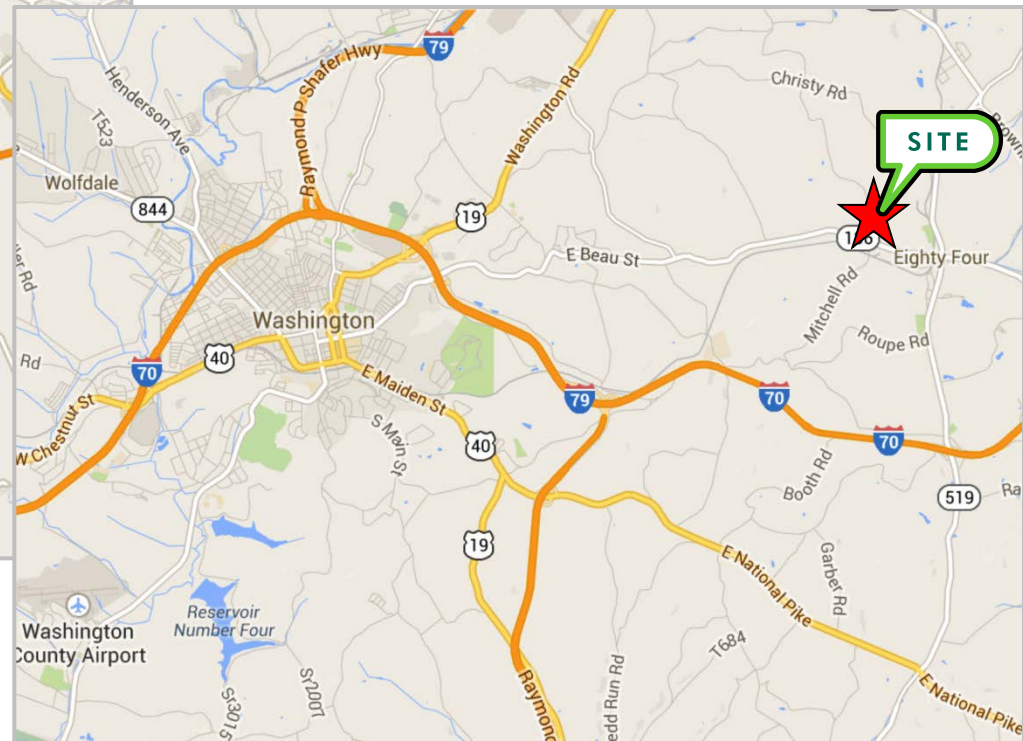 79
Raymond P Shafer Hwy
Henderson Ave
T523
Washington Rd
Christy Rd
SITE
Wolfdale
844
19
E Beau St
Eighty Four
Mitchell Rd
Roupe Rd
Washington
40
Rd
70
E Maiden St
79
70
W Chestnut St
S Main St
40
70
Booth Rd
519
19
E National Pike
Garber Rd
Reservoir
Number Four
Washington
County Airport
T684
Sr2007
Sr3015
E National Pike